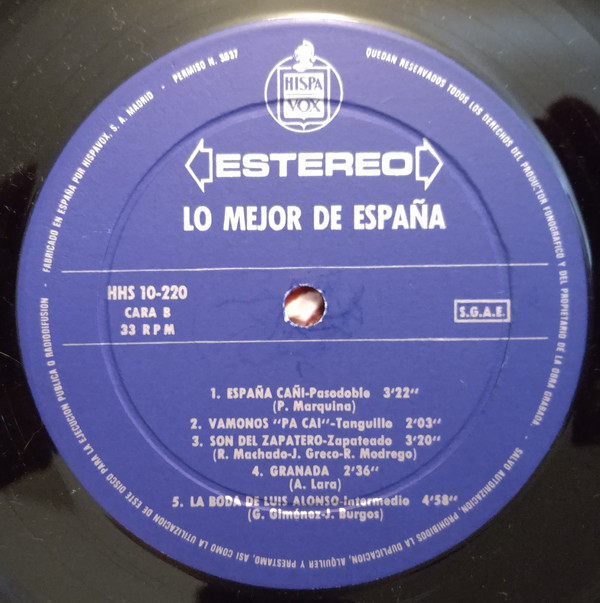 HISPA
VOX
ESTEREO
LO MEJOR DE ESPAÑA
HHS 10-220
CARA B
33 RPM
S.G.A.E.
1. ESPAÑA CAÑI-Pasodoble 3'22"
(P. Marquina)
2. VAMONOS "PA CAI"-Tanguillo 2'03"
3. SON DEL ZAPATERO-Zapateado 3'20"
(R. Machado-J. Greco-R. Modrego)
4. GRANADA 2'36"
(A. Lara)
5. LA BODA DE LUIS ALONSO-Intermedio 4'58"
(G. Giménez-J. Burgos)
FABRICADO EN ESPAÑA POR HISPAVOX, S. A. MADRID · PERMISO N. 3837
QUEDAN RESERVADOS TODOS LOS DERECHOS DEL PRODUCTOR FONOGRAFICO Y DEL PROPIETARIO DE LA OBRA GRABADA. · SALVO AUTORIZACION, PROHIBIDOS LA DUPLICACION, ALQUILER Y PRESTAMO, ASI COMO LA UTILIZACION DE ESTE DISCO PARA LA EJECUCION PUBLICA O RADIODIFUSION ·